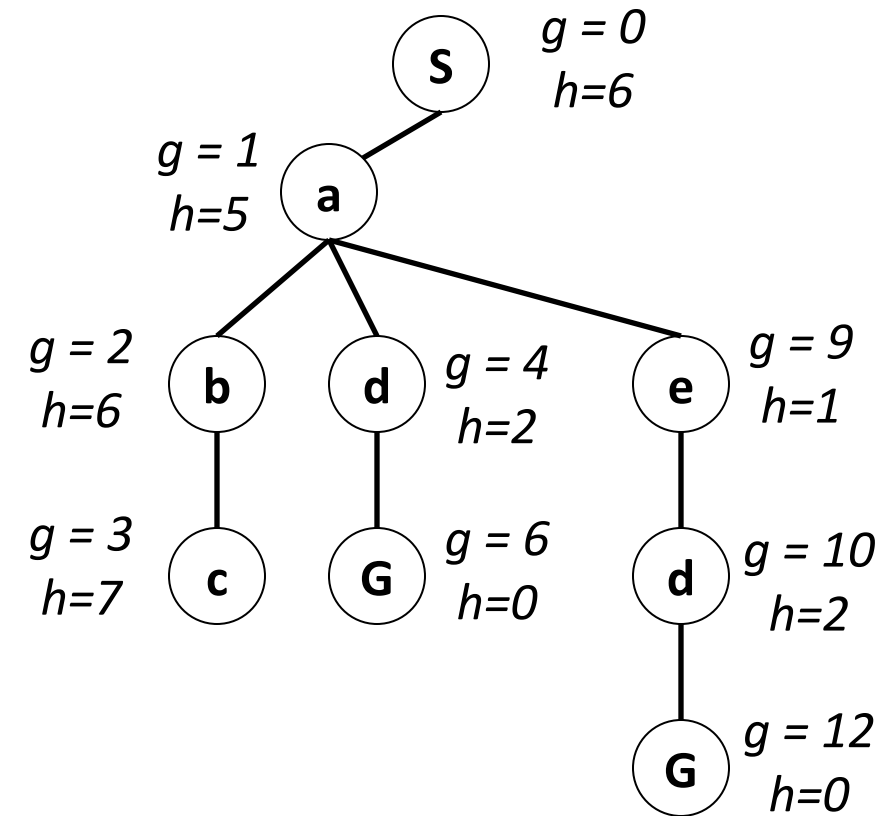 S
g = 0
h=6
g = 1
h=5
a
g = 2
h=6
b
d
g = 4
h=2
e
g = 9
h=1
g = 3
h=7
c
G
g = 6
h=0
d
g = 10
h=2
G
g = 12
h=0